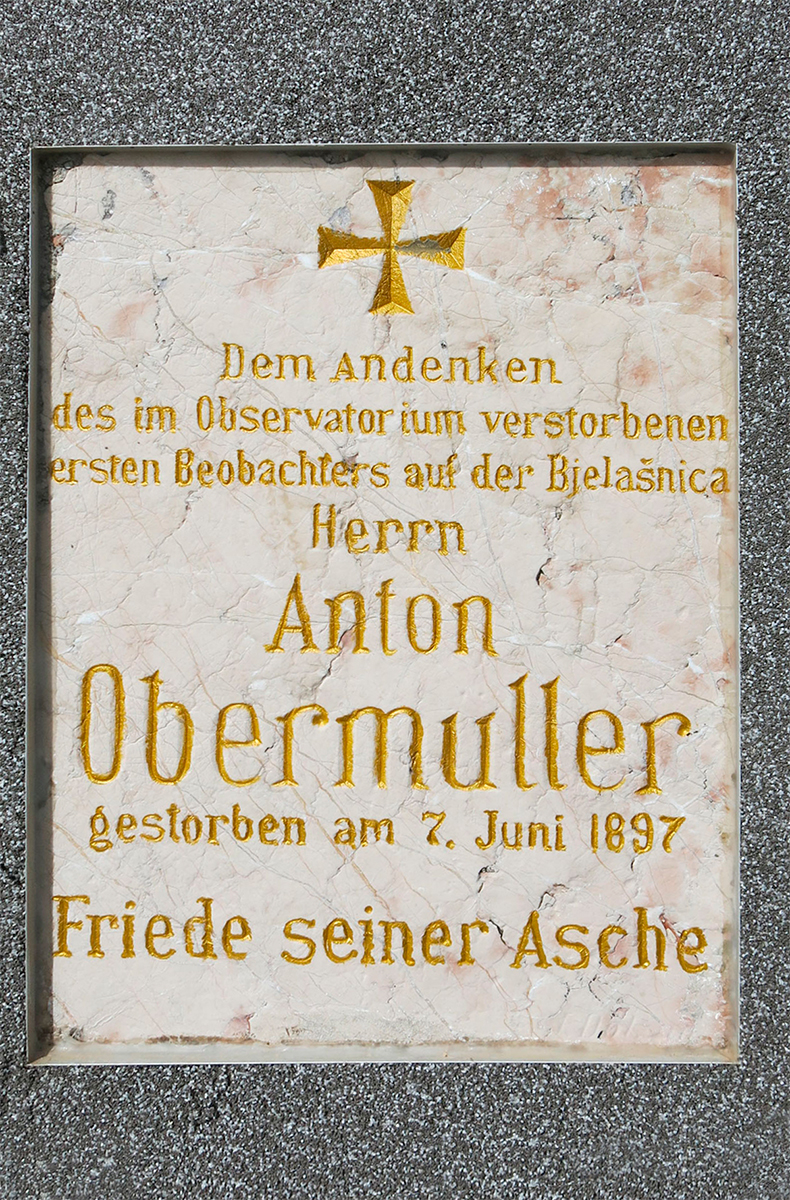 Dem Andenken
des im Observatorium verstorbenen
ersten Beobachters auf der Bjelašnica
Herrn
Anton
Obermuller
gestorben am 7. Juni 1897
Friede seiner Asche